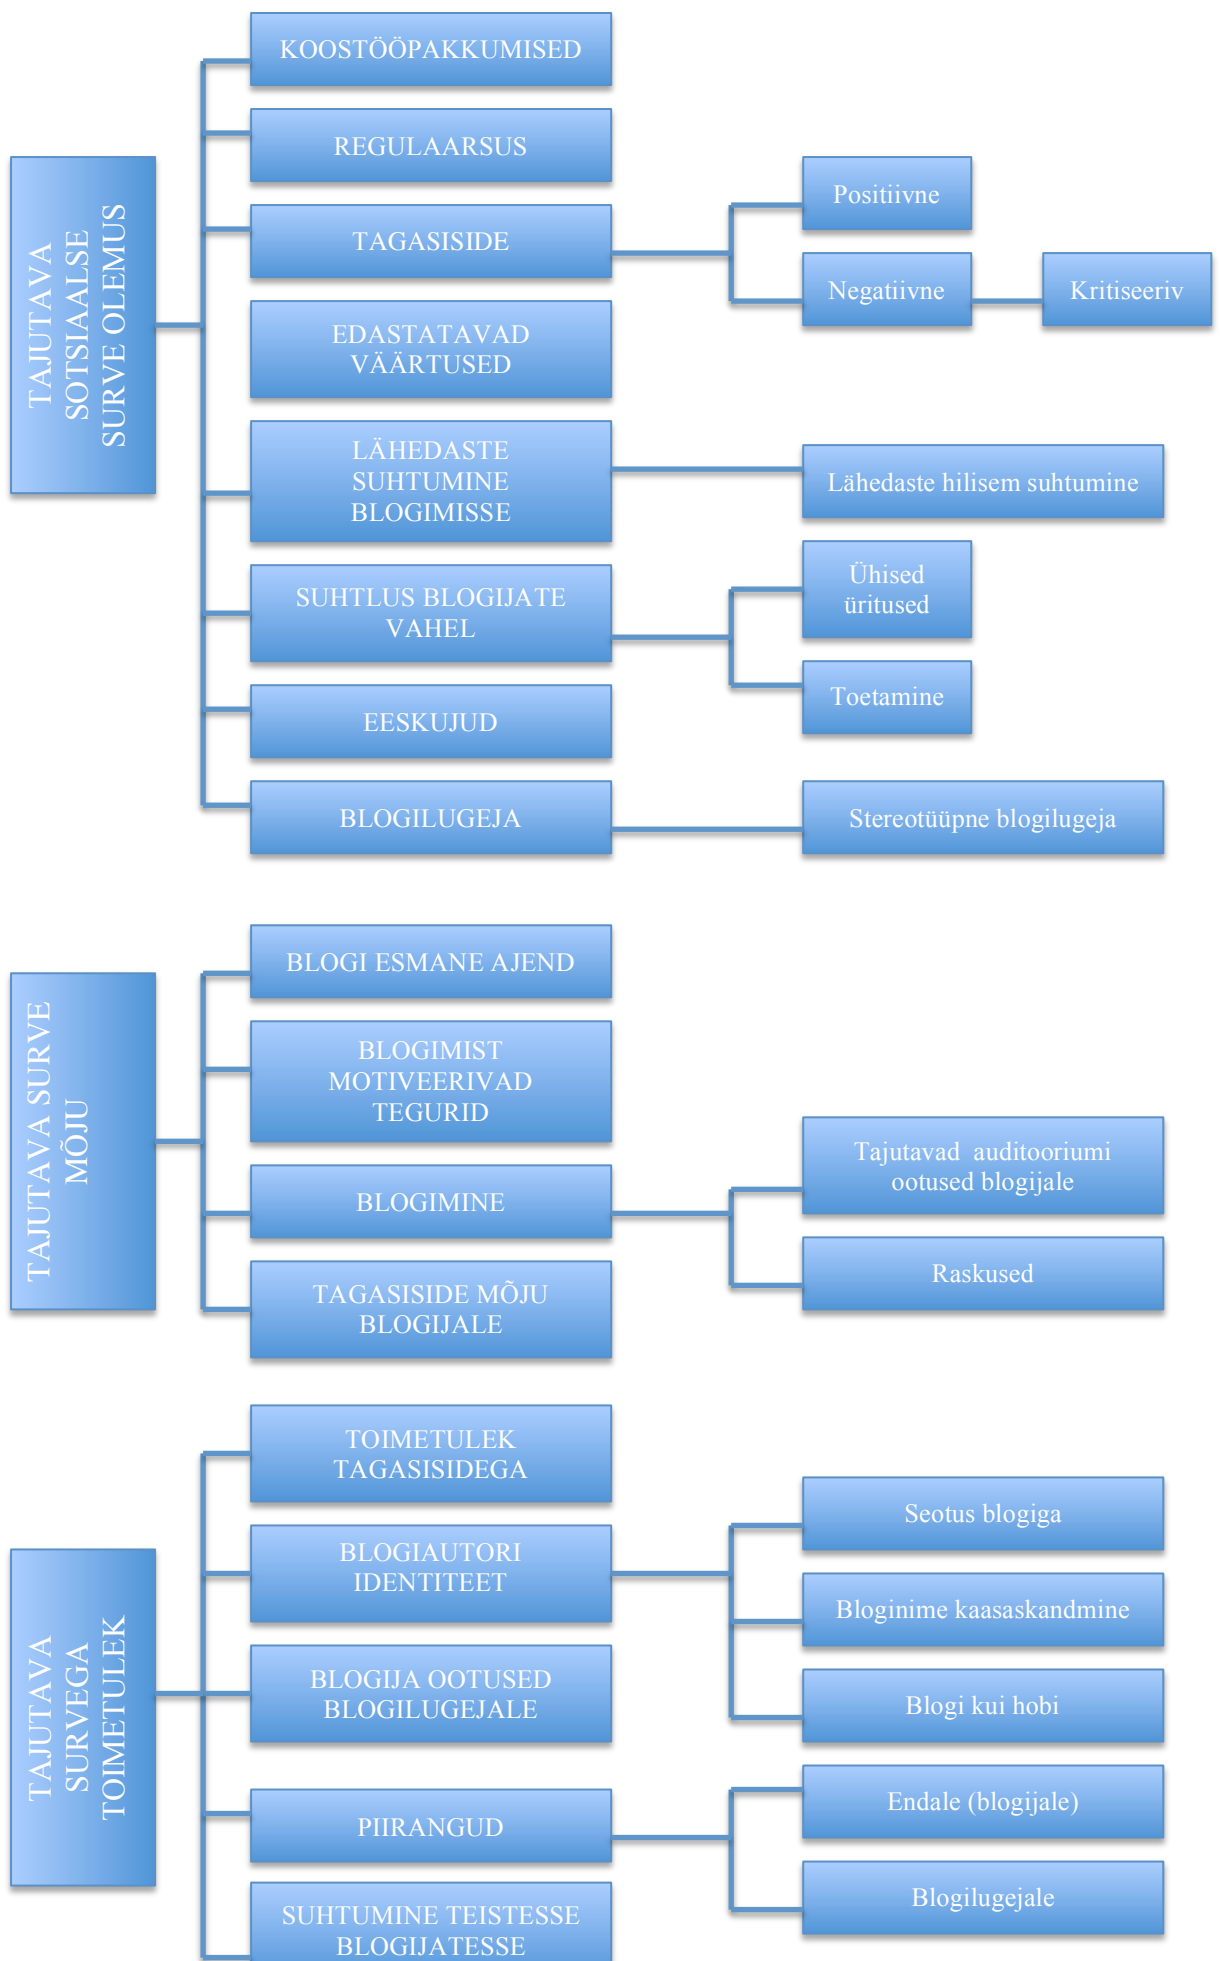 TAJUTAVA
SOTSIAALSE
SURVE OLEMUS
KOOSTÖÖPAKKUMISED
REGULAARSUS
TAGASISIDE
Positiivne
Negatiivne
Kritiseeriv
EDASTATAVAD
VÄÄRTUSED
LÄHEDASTE
SUHTUMINE
BLOGIMISSE
Lähedaste hilisem suhtumine
SUHTLUS BLOGIJATE
VAHEL
Ühised
üritused
Toetamine
EESKUJUD
BLOGILUGEJA
Stereotüüpne blogilugeja
TAJUTAVA SURVE
MÕJU
BLOGI ESMANE AJEND
BLOGIMIST
MOTIVEERIVAD
TEGURID
BLOGIMINE
Tajutavad  auditooriumi
ootused blogijale
Raskused
TAGASISIDE MÕJU
BLOGIJALE
TAJUTAVA
SURVEGA
TOIMETULEK
TOIMETULEK
TAGASISIDEGA
BLOGIAUTORI
IDENTITEET
Seotus blogiga
Bloginime kaasaskandmine
Blogi kui hobi
BLOGIJA OOTUSED
BLOGILUGEJALE
PIIRANGUD
Endale (blogijale)
Blogilugejale
SUHTUMINE TEISTESSE
BLOGIJATESSE